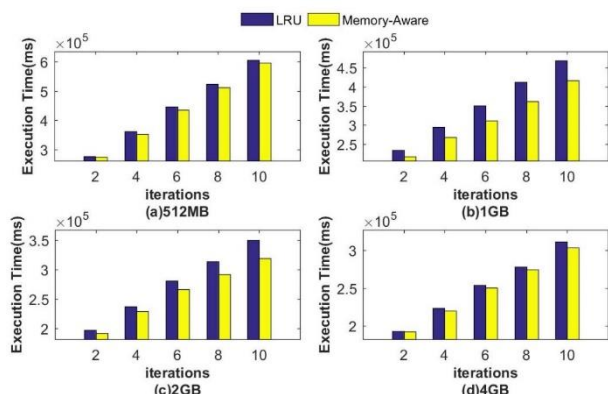 LRU Memory-Aware
×10^5 ×10^5
6
5
4
3
Execution Time(ms)
2 4 6 8 10
iterations
(a)512MB
4.5
4
3.5
3
2.5
Execution Time(ms)
2 4 6 8 10
iterations
(b)1GB
×10^5
3.5
3
2.5
2
Execution Time(ms)
2 4 6 8 10
iterations
(c)2GB
×10^5
3
2.5
2
Execution Time(ms)
2 4 6 8 10
iterations
(d)4GB